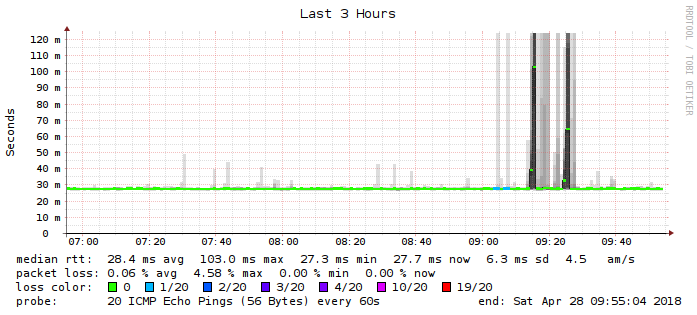 Last 3 Hours
RRDTOOL / TOBI OETIKER
Seconds
120 m
110 m
100 m
90 m
80 m
70 m
60 m
50 m
40 m
30 m
20 m
10 m
0
07:00 07:20 07:40 08:00 08:20 08:40 09:00 09:20 09:40
median rtt: 28.4 ms avg 103.0 ms max 27.3 ms min 27.7 ms now 6.3 ms sd 4.5 am/s
packet loss: 0.06 % avg 4.58 % max 0.00 % min 0.00 % now
loss color: 0 1/20 2/20 3/20 4/20 10/20 19/20
probe: 20 ICMP Echo Pings (56 Bytes) every 60s end: Sat Apr 28 09:55:04 2018